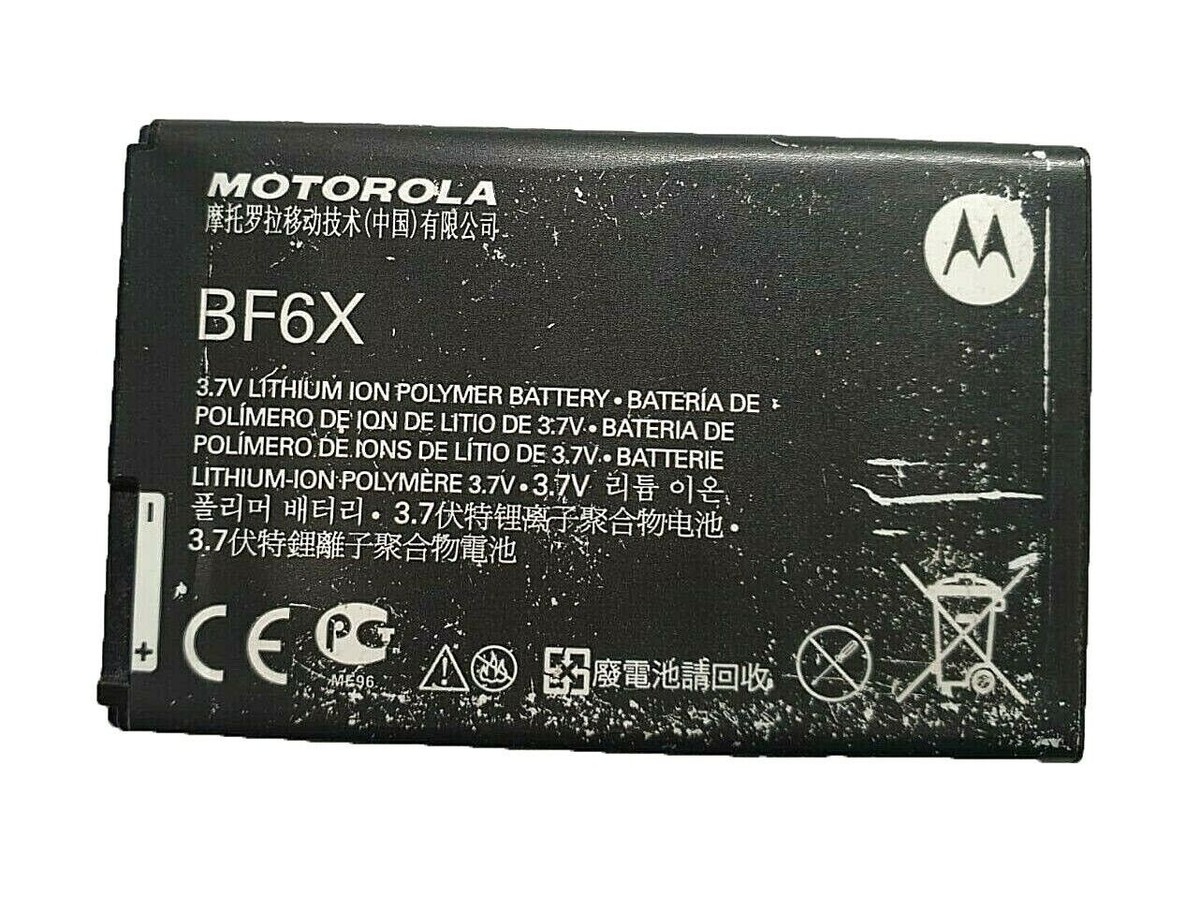 MOTOROLA
摩托罗拉移动技术(中国)有限公司
BF6X
3.7V LITHIUM ION POLYMER BATTERY • BATERÍA DE
POLÍMERO DE ION DE LITIO DE 3.7V • BATERIA DE
POLÍMERO DE IONS DE LÍTIO DE 3.7V • BATTERIE
LITHIUM-ION POLYMÈRE 3.7V • 3.7V 리튬 이온
폴리머 배터리 • 3.7伏特锂离子聚合物电池 •
3.7伏特鋰離子聚合物電池
- +
CE PG
ME96
廢電池請回收